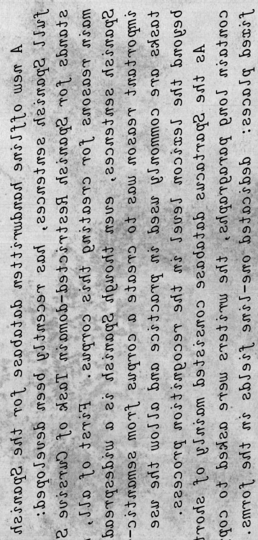 A new offline handwritten database for the Spanish
full Spanish sentences, has recently been developed:
stands for Spanish Restricted-domain Task of Cursive S
main reasons for creating this corpus. First of all,
Spanish sentences, even though Spanish is a widespread
important reason was to create a corpus from semantic-
tasks are commonly used in practice and allow the use
beyond the lexicon level in the recognition process.
As the Spartacus database consisted mainly of short
contain long paragraphs, the writers were asked to cop
fixed places: dedicated one-line fields in the forms.